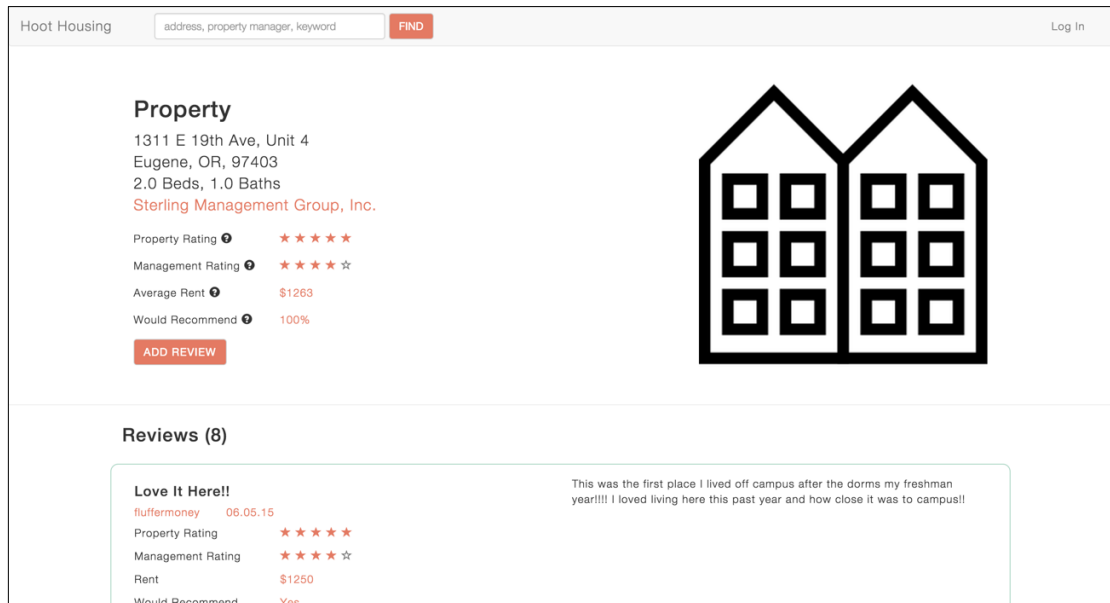 Hoot Housing
address, property manager, keyword
FIND
Log In
Property
1311 E 19th Ave, Unit 4
Eugene, OR, 97403
2.0 Beds, 1.0 Baths
Sterling Management Group, Inc.
Property Rating ? ★ ★ ★ ★ ★
Management Rating ? ★ ★ ★ ★ ☆
Average Rent ? $1263
Would Recommend ? 100%
ADD REVIEW
Reviews (8)
Love It Here!!
fluffermoney 06.05.15
Property Rating ★ ★ ★ ★ ★
Management Rating ★ ★ ★ ★ ☆
Rent $1250
Would Recommend Yes
This was the first place I lived off campus after the dorms my freshman
year!!!! I loved living here this past year and how close it was to campus!!